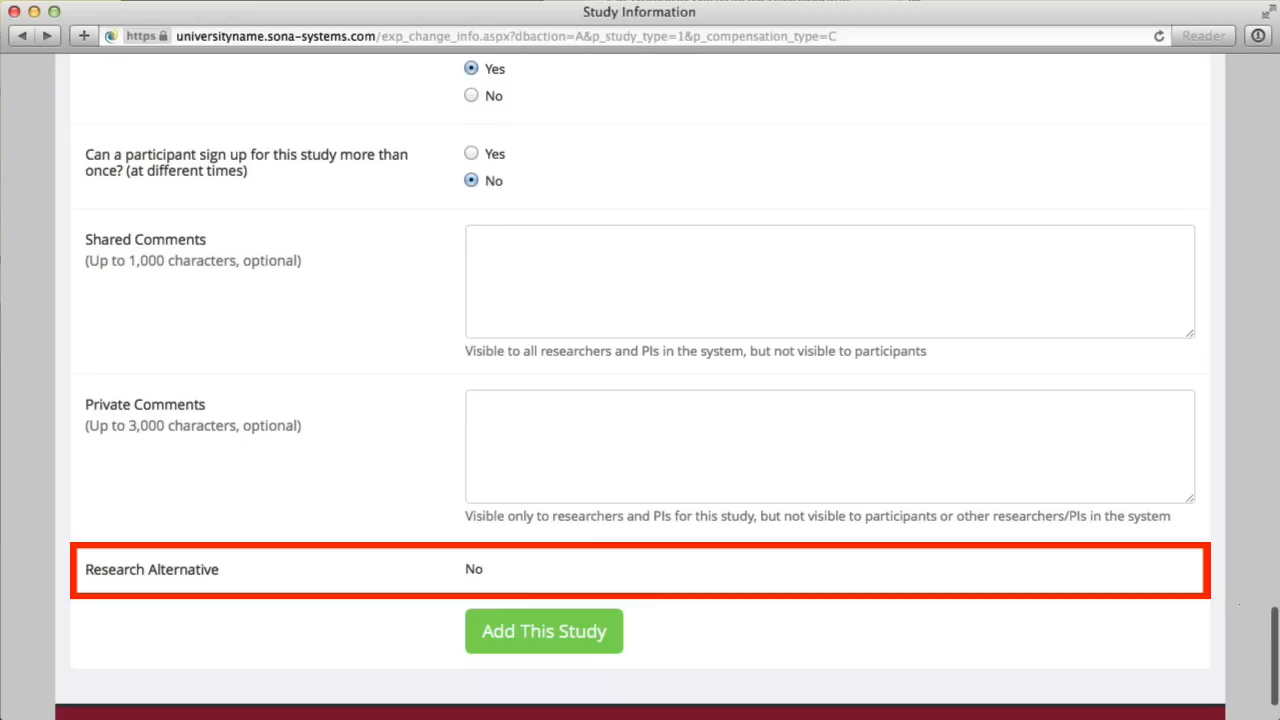 Study Information
https universityname.sona-systems.com/exp_change_info.aspx?dbaction=A&p_study_type=1&p_compensation_type=C
Reader
Yes
No
Can a participant sign up for this study more than
once? (at different times)
Yes
No
Shared Comments
(Up to 1,000 characters, optional)
Visible to all researchers and PIs in the system, but not visible to participants
Private Comments
(Up to 3,000 characters, optional)
Visible only to researchers and PIs for this study, but not visible to participants or other researchers/PIs in the system
Research Alternative
No
Add This Study